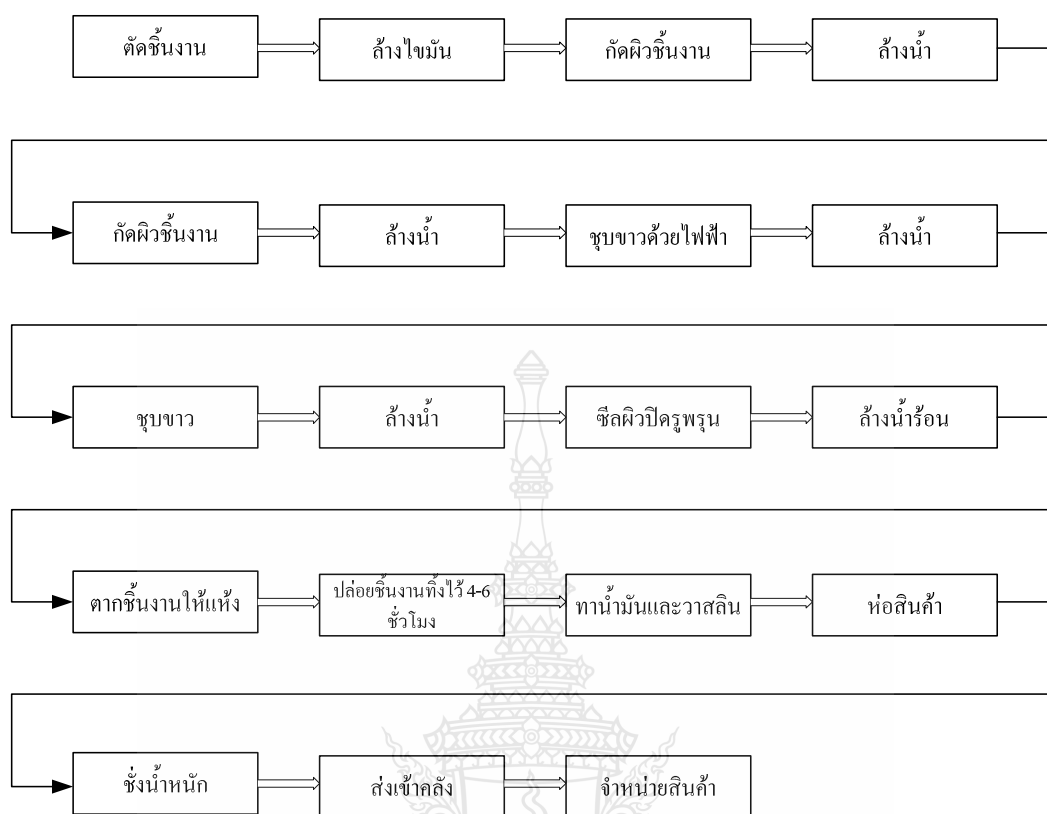 ตัดชิ้นงาน
ล้างไขมัน
กัดผิวชิ้นงาน
ล้างน้ำ
กัดผิวชิ้นงาน
ล้างน้ำ
ชุบขาวด้วยไฟฟ้า
ล้างน้ำ
ชุบขาว
ล้างน้ำ
ซีลผิวปิดรูพรุน
ล้างน้ำร้อน
ตากชิ้นงานให้แห้ง
ปล่อยชิ้นงานทิ้งไว้ 4-6
ชั่วโมง
ทาน้ำมันและวาสลิน
ห่อสินค้า
ชั่งน้ำหนัก
ส่งเข้าคลัง
จำหน่ายสินค้า